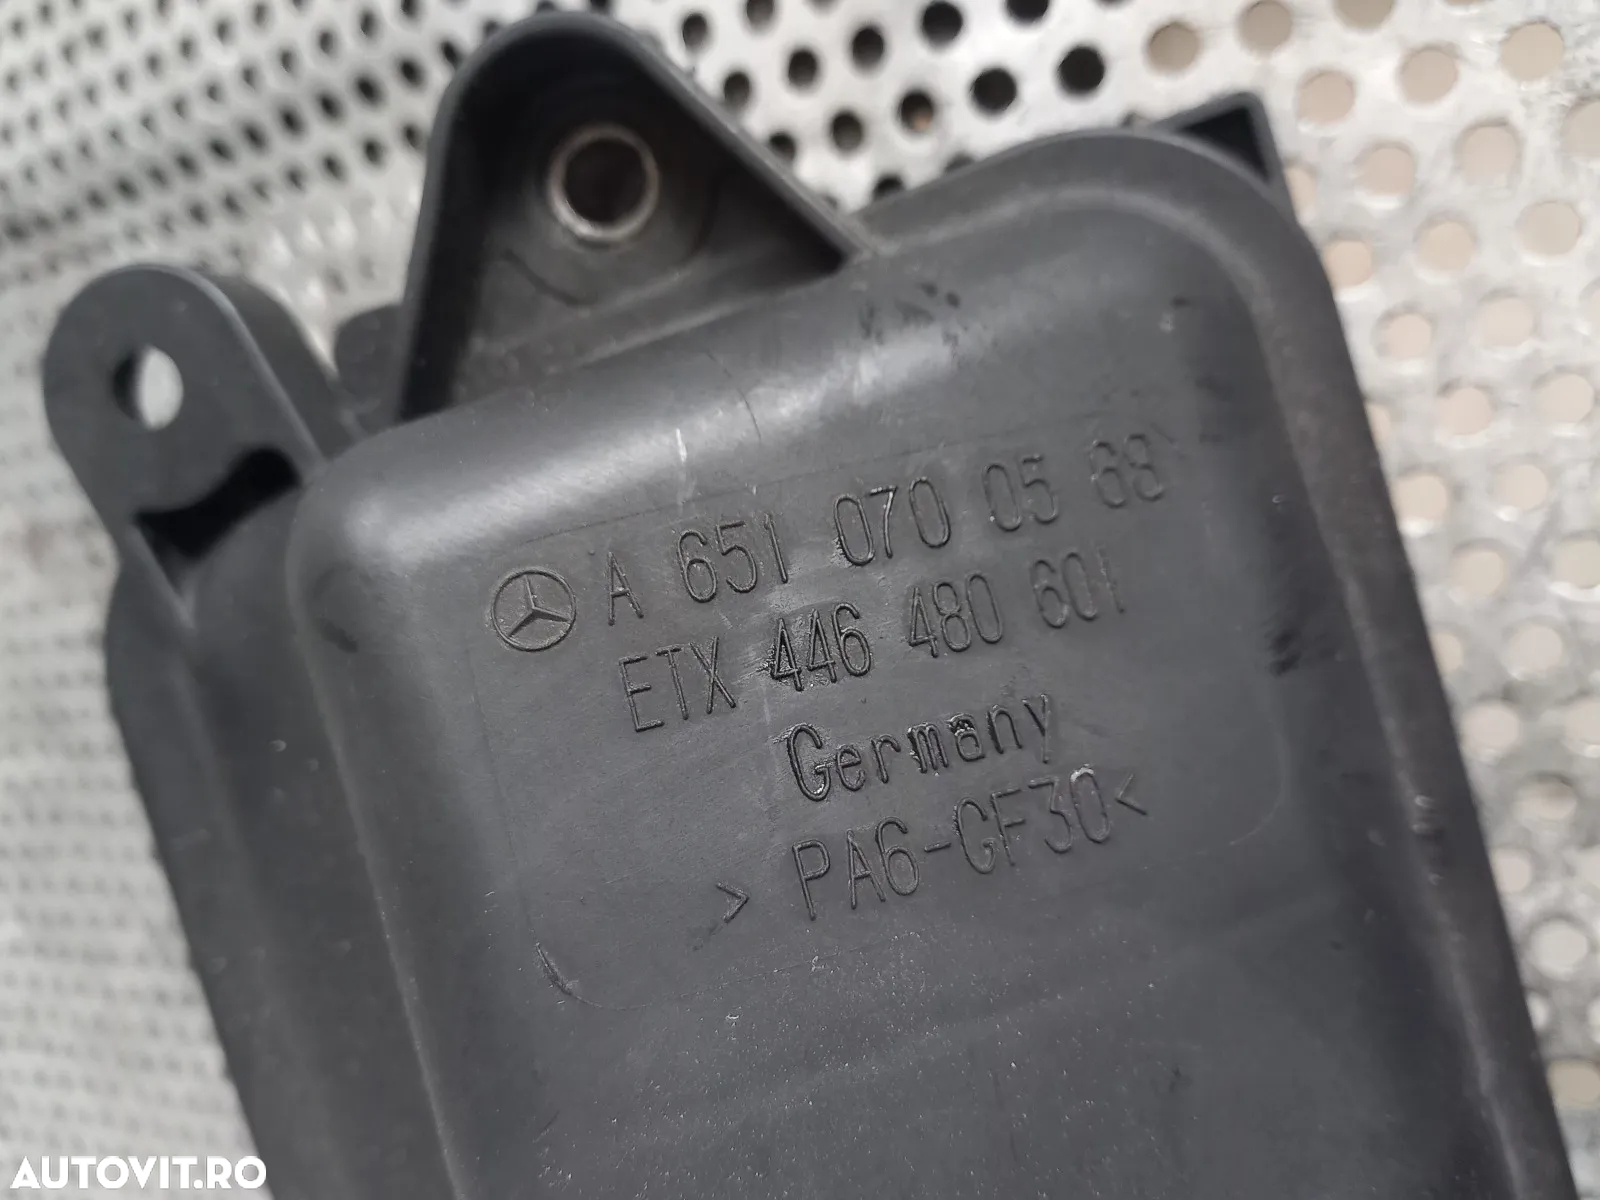 A 651 070 05 68
ETX 446 480 601
Germany
> PA6-GF30<
AUTOVIT.RO